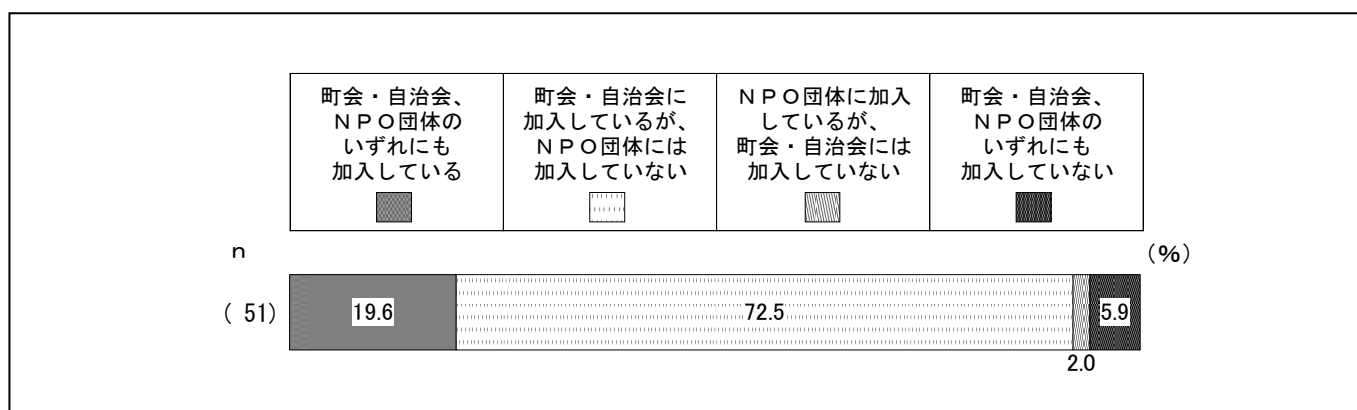 町会・自治会、
ＮＰＯ団体の
いずれにも
加入している
町会・自治会に
加入しているが、
ＮＰＯ団体には
加入していない
ＮＰＯ団体に加入
しているが、
町会・自治会には
加入していない
町会・自治会、
ＮＰＯ団体の
いずれにも
加入していない
ｎ
(％)
( 51)
19.6
72.5
2.0
5.9